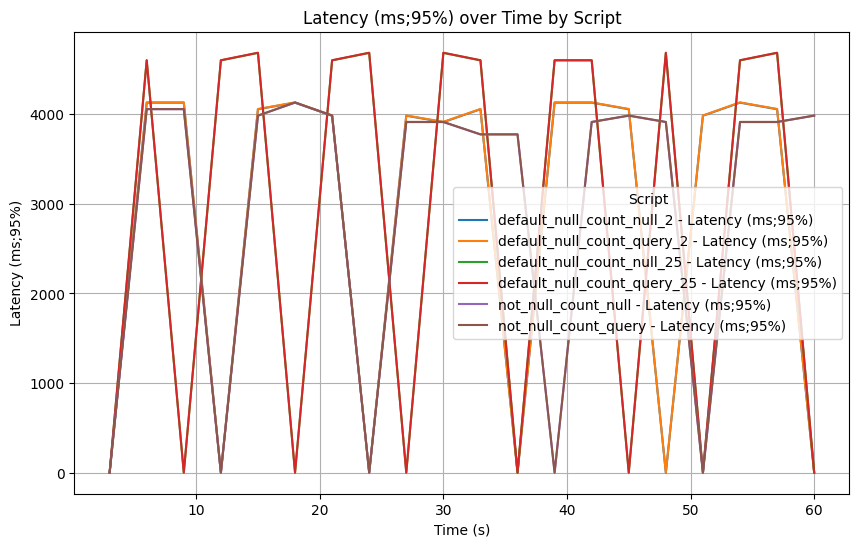 Latency (ms;95%) over Time by Script
Latency (ms;95%)
4000
3000
2000
1000
0
Script
default_null_count_null_2 - Latency (ms;95%)
default_null_count_query_2 - Latency (ms;95%)
default_null_count_null_25 - Latency (ms;95%)
default_null_count_query_25 - Latency (ms;95%)
not_null_count_null - Latency (ms;95%)
not_null_count_query - Latency (ms;95%)
10 20 30 40 50 60
Time (s)